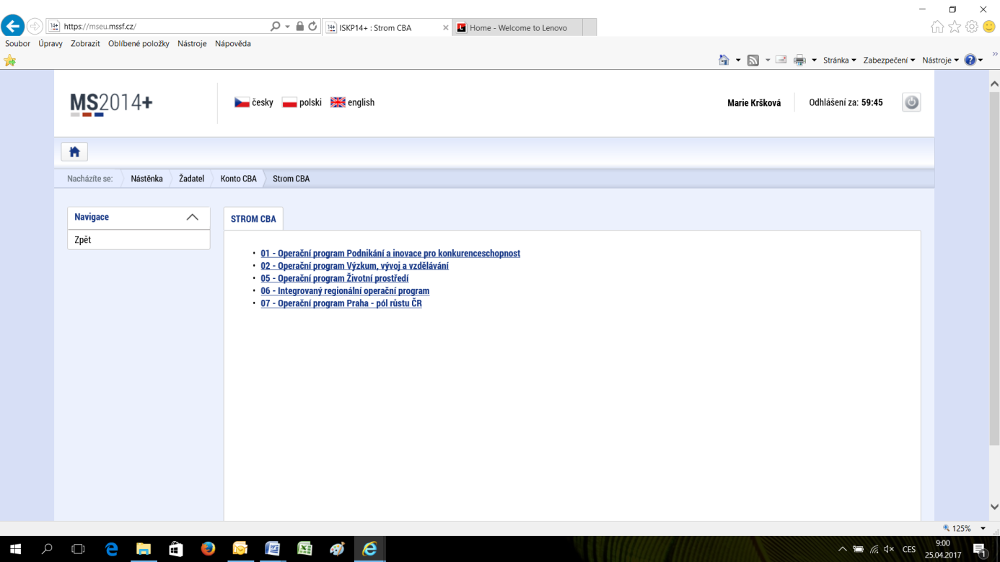 https://mseu.mssf.cz/
ISKP14+ : Strom CBA
Home - Welcome to Lenovo
Soubor Úpravy Zobrazit Oblíbené položky Nástroje Nápověda
Stránka Zabezpečení Nástroje
MS2014+
česky polski english
Marie Kršková
Odhlášení za: 59:45
Nacházíte se: Nástěnka Žadatel Konto CBA Strom CBA
Navigace
Zpět
STROM CBA
• 01 - Operační program Podnikání a inovace pro konkurenceschopnost
• 02 - Operační program Výzkum, vývoj a vzdělávání
• 05 - Operační program Životní prostředí
• 06 - Integrovaný regionální operační program
• 07 - Operační program Praha - pól růstu ČR
125%
CES
9:00
25.04.2017